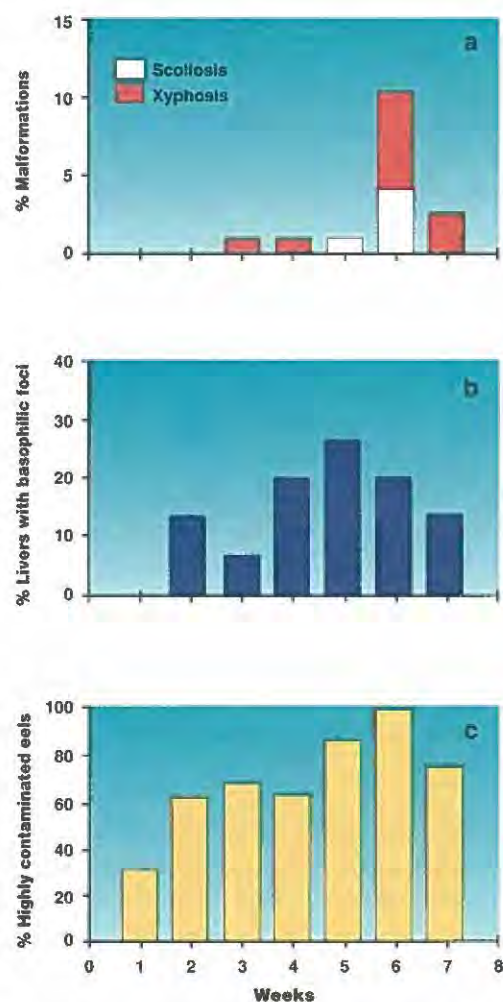 15
10
5
0
% Malformations
a
Scoliosis
Xyphosis
40
30
20
10
0
% Livers with basophilic foci
b
100
80
60
40
20
0
% Highly contaminated eels
c
0 1 2 3 4 5 6 7 8
Weeks